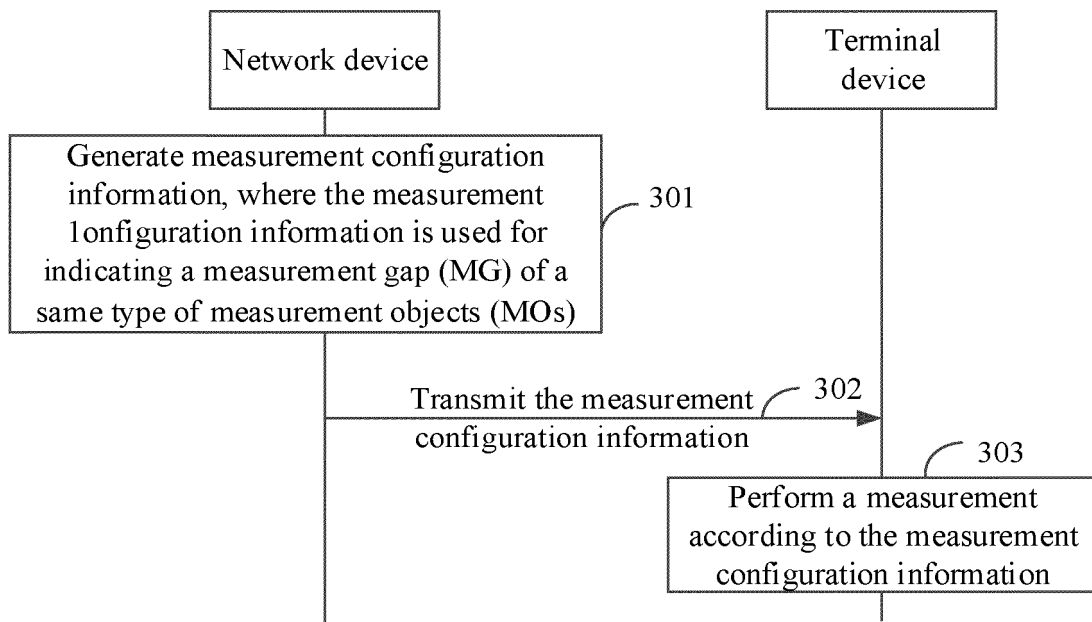 Network device
Terminal
device
Generate measurement configuration
information, where the measurement
1onfiguration information is used for
indicating a measurement gap (MG) of a
same type of measurement objects (MOs)
301
Transmit the measurement
configuration information
302
303
Perform a measurement
according to the measurement
configuration information